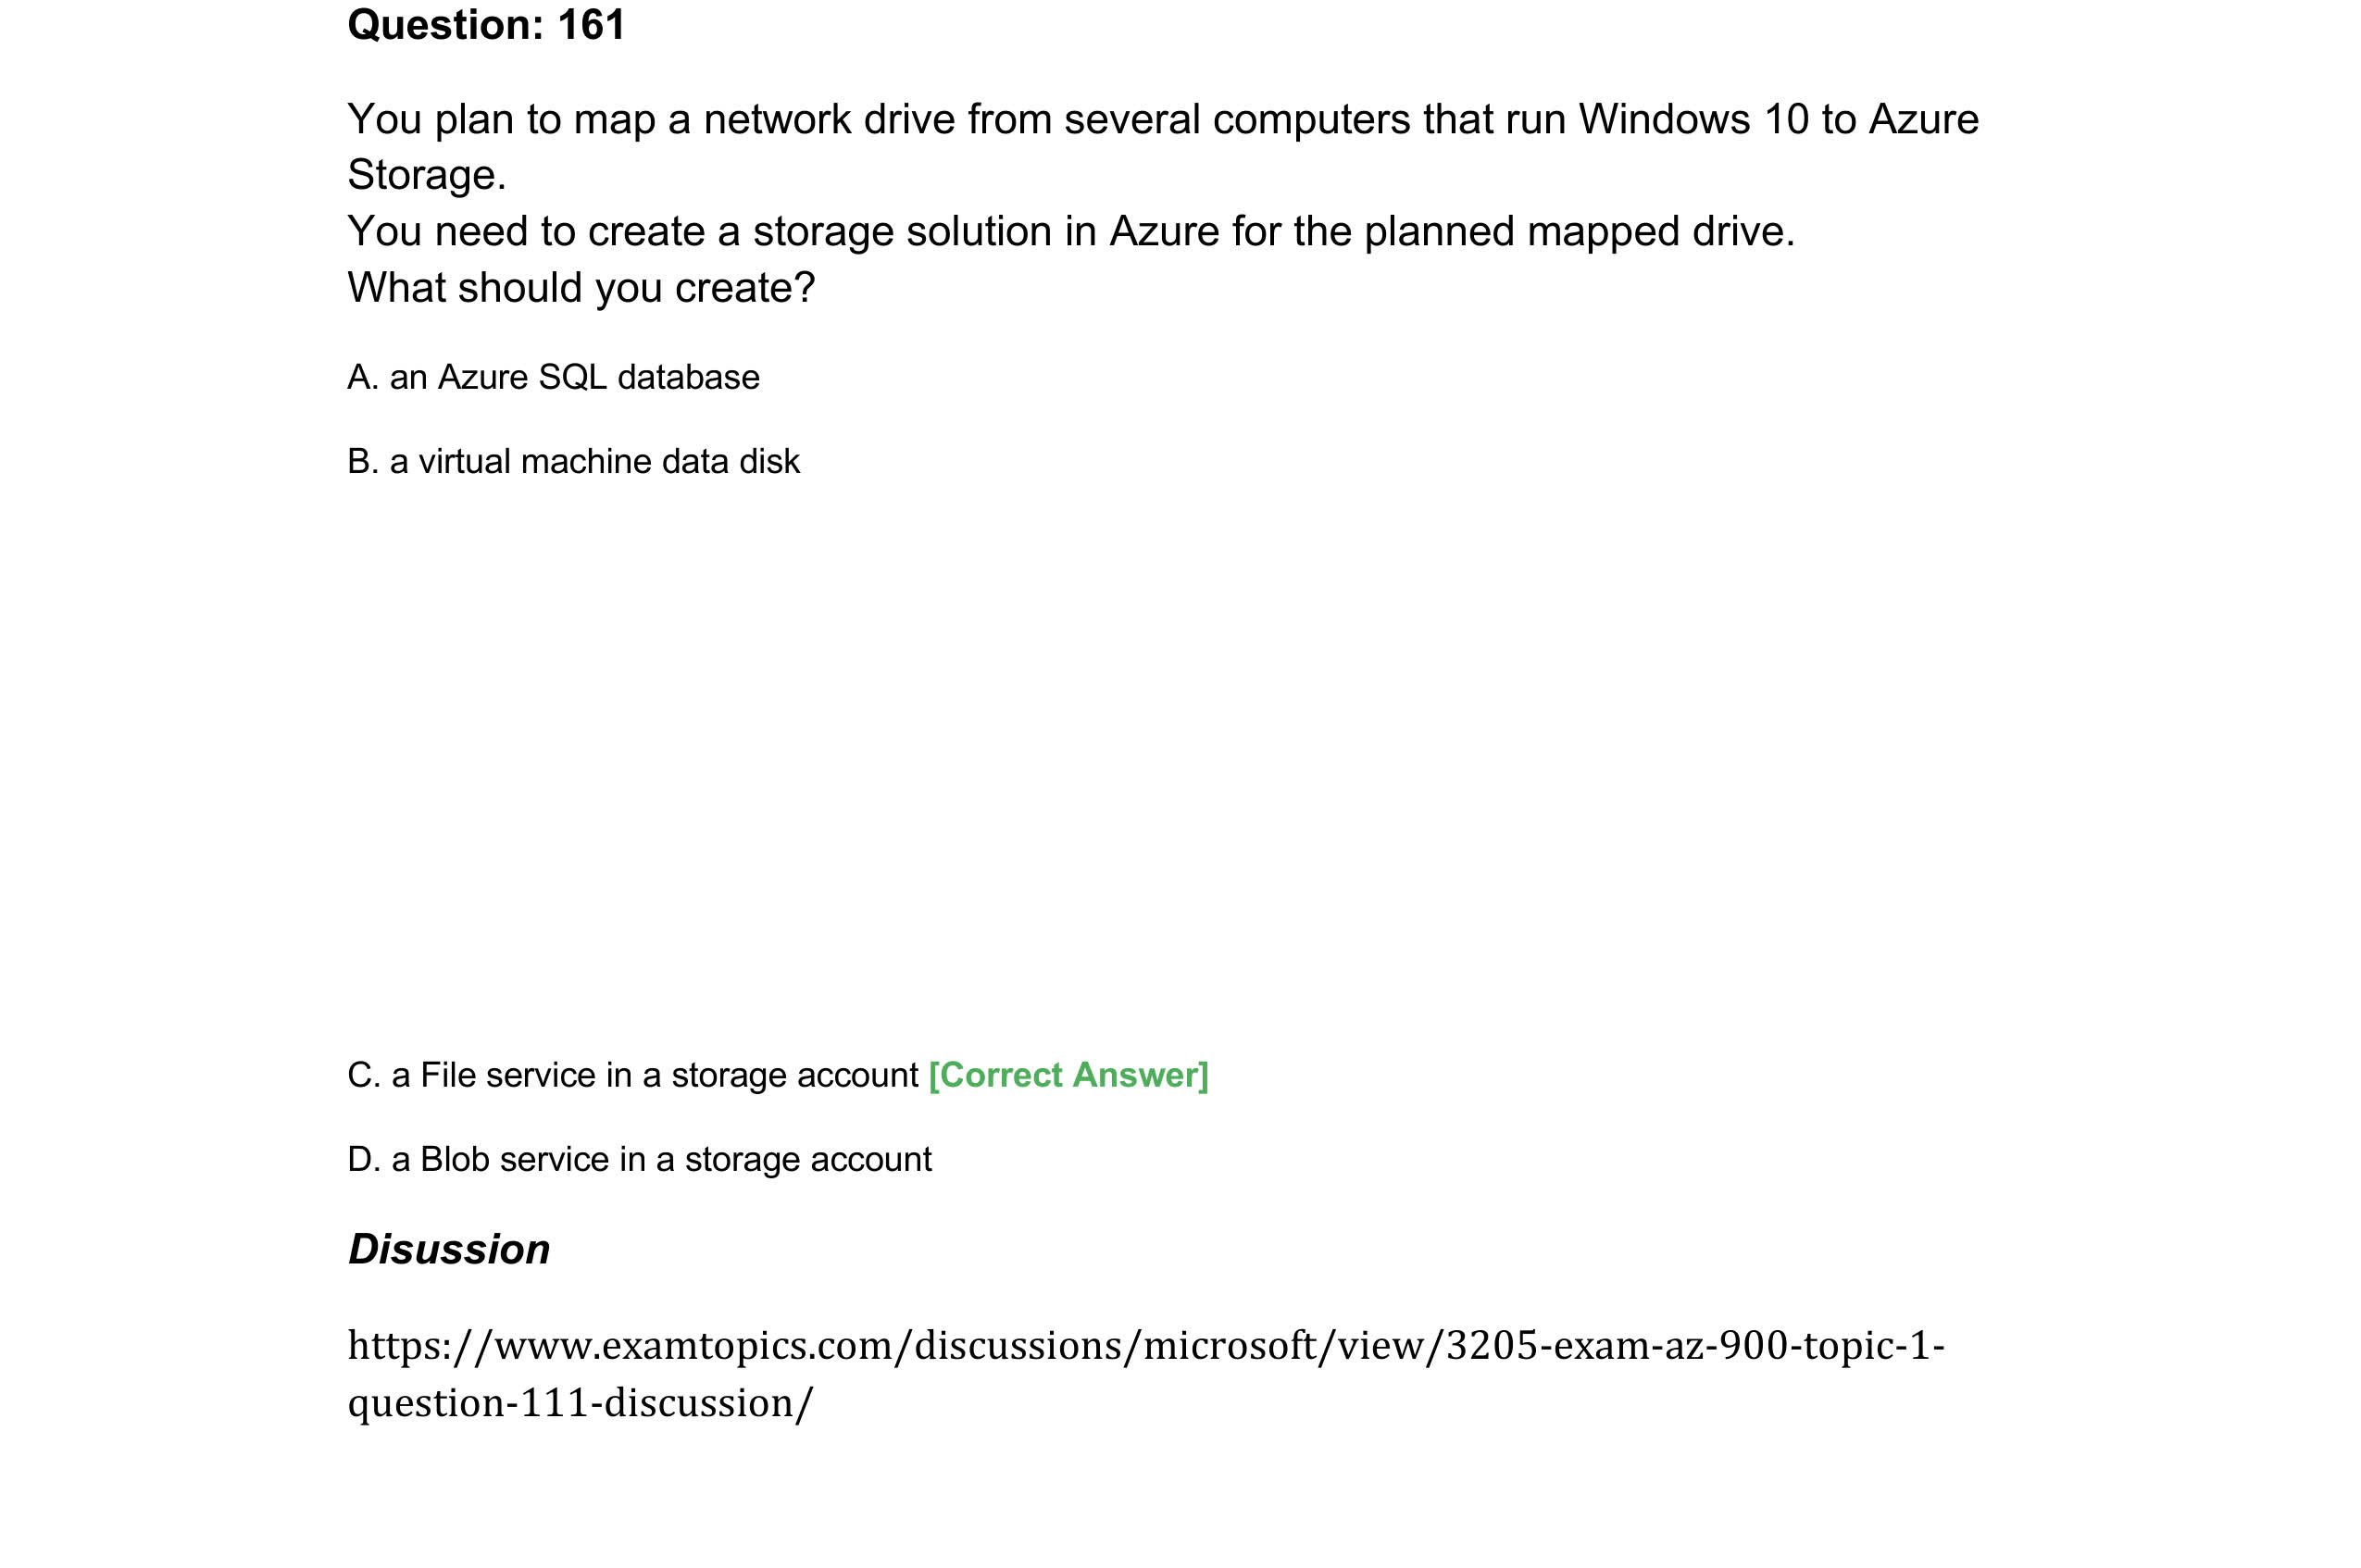 Question: 161
You plan to map a network drive from several computers that run Windows 10 to Azure
Storage.
You need to create a storage solution in Azure for the planned mapped drive.
What should you create?
A. an Azure SQL database
B. a virtual machine data disk
C. a File service in a storage account [Correct Answer]
D. a Blob service in a storage account
Disussion
https://www.examtopics.com/discussions/microsoft/view/3205-exam-az-900-topic-1-
question-111-discussion/